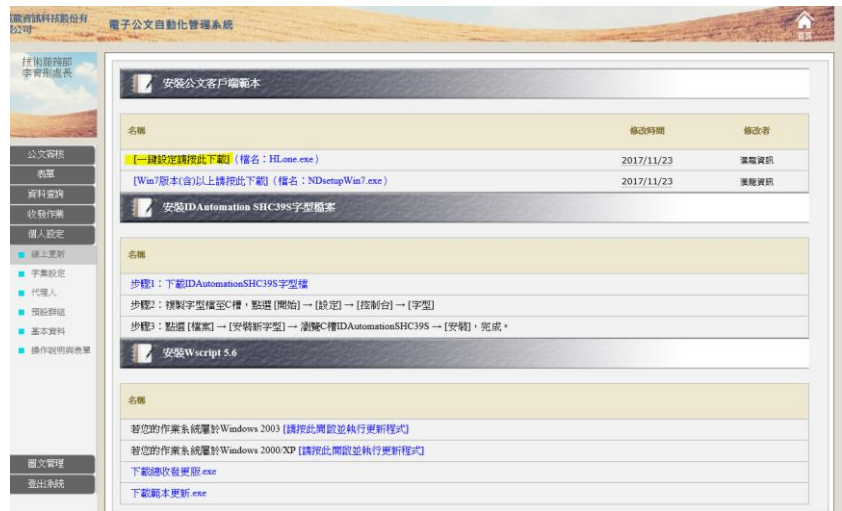 電子公文自動化管理系統
首頁
技術服務部
處長
安裝公文客戶端範本
名稱 修改時間 修改者
[一鍵設定請按此下載] (檔名：HLone.exe) 2017/11/23 漢龍資訊
[Win7版本(含)以上請按此下載] (檔名：NDsetupWin7.exe) 2017/11/23 漢龍資訊
安裝IDAutomation SHC39S字型檔案
名稱
步驟1：下載IDAutomationSHC39S字型檔
步驟2：複製字型檔至C槽，點選 [開始] → [設定] → [控制台] → [字型]
步驟3：點選 [檔案] → [安裝新字型] → 瀏覽C槽IDAutomationSHC39S → [安裝]，完成。
安裝Wscript 5.6
名稱
若您的作業系統屬於Windows 2003 [請按此開啟並執行更新程式]
若您的作業系統屬於Windows 2000/XP [請按此開啟並執行更新程式]
下載總收發更版.exe
下載範本更新.exe
公文簽核
表單
資料查詢
收發作業
個人設定
線上更新
字集設定
代理人
預設群組
基本資料
操作說明與表單
圖文管理
登出系統